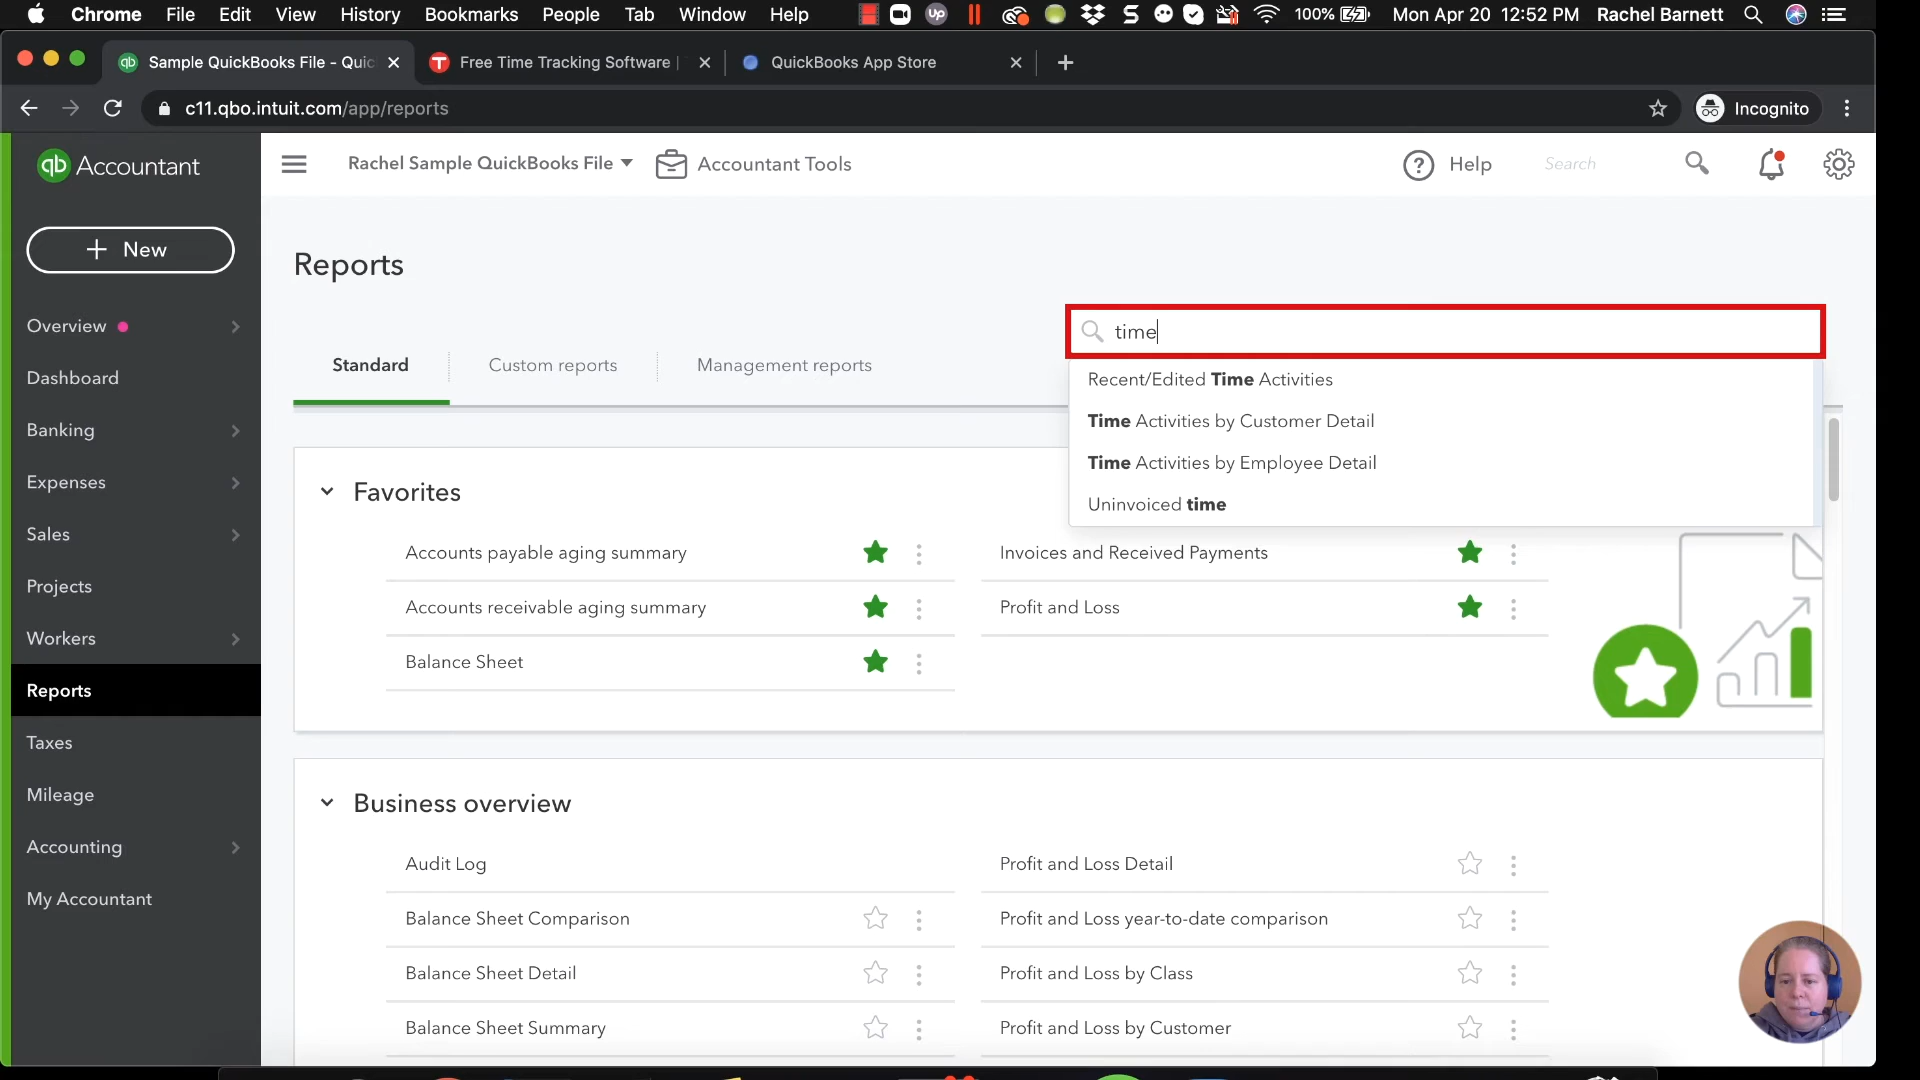 Chrome File Edit View History Bookmarks People Tab Window Help Up 100% Mon Apr 20 12:52 PM Rachel Barnett
qb Sample QuickBooks File - Quic T Free Time Tracking Software | QuickBooks App Store
c11.qbo.intuit.com/app/reports Incognito
qb Accountant
Rachel Sample QuickBooks File Accountant Tools Help Search
+ New
Overview
Dashboard
Banking
Expenses
Sales
Projects
Workers
Reports
Taxes
Mileage
Accounting
My Accountant
Reports
time
Standard Custom reports Management reports
Recent/Edited Time Activities
Time Activities by Customer Detail
Time Activities by Employee Detail
Uninvoiced time
Favorites
Accounts payable aging summary
Accounts receivable aging summary
Balance Sheet
Invoices and Received Payments
Profit and Loss
Business overview
Audit Log
Balance Sheet Comparison
Balance Sheet Detail
Balance Sheet Summary
Profit and Loss Detail
Profit and Loss year-to-date comparison
Profit and Loss by Class
Profit and Loss by Customer